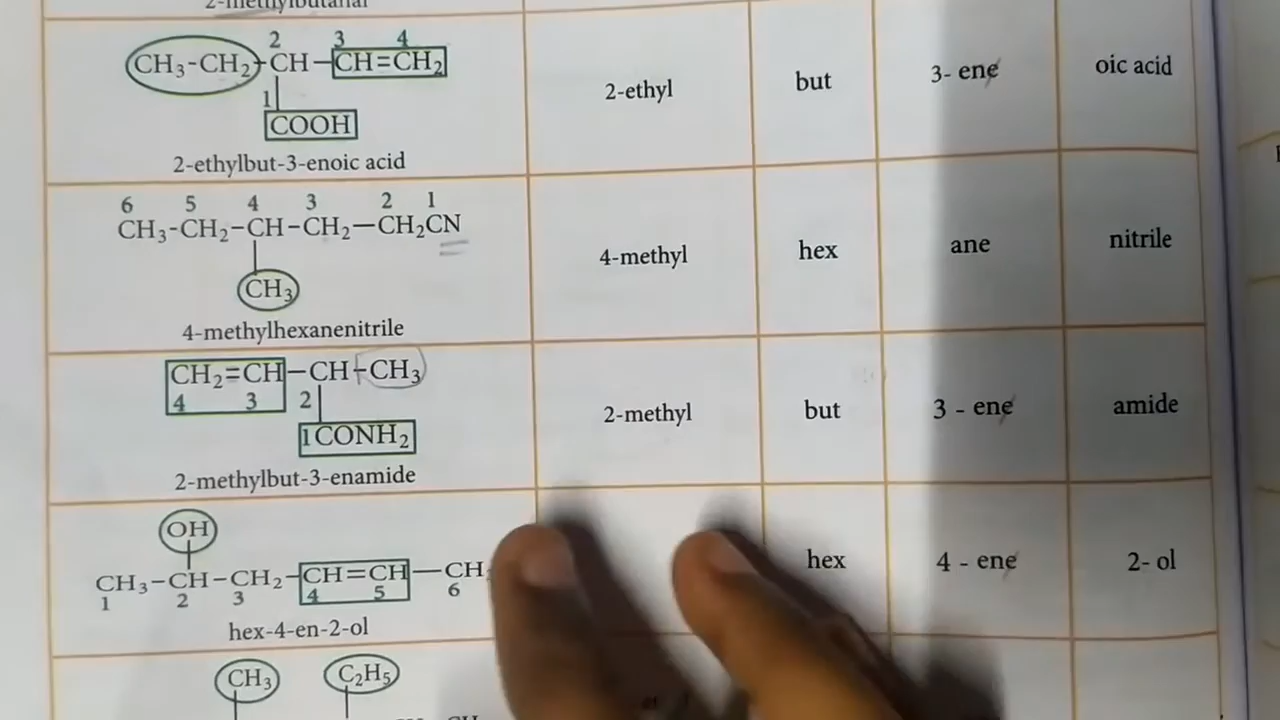 2-methylbutanal
2 3 4
CH₃-CH₂-CH-CH=CH₂
1
COOH
2-ethylbut-3-enoic acid
2-ethyl
but
3- ene
oic acid
6 5 4 3 2 1
CH₃-CH₂-CH-CH₂-CH₂CN
CH₃
4-methylhexanenitrile
4-methyl
hex
ane
nitrile
CH₂=CH-CH-CH₃
4 3 2
1CONH₂
2-methylbut-3-enamide
2-methyl
but
3 - ene
amide
OH
CH₃-CH-CH₂-CH=CH-CH
1 2 3 4 5 6
hex-4-en-2-ol
hex
4 - ene
2- ol
CH₃ C₂H₅